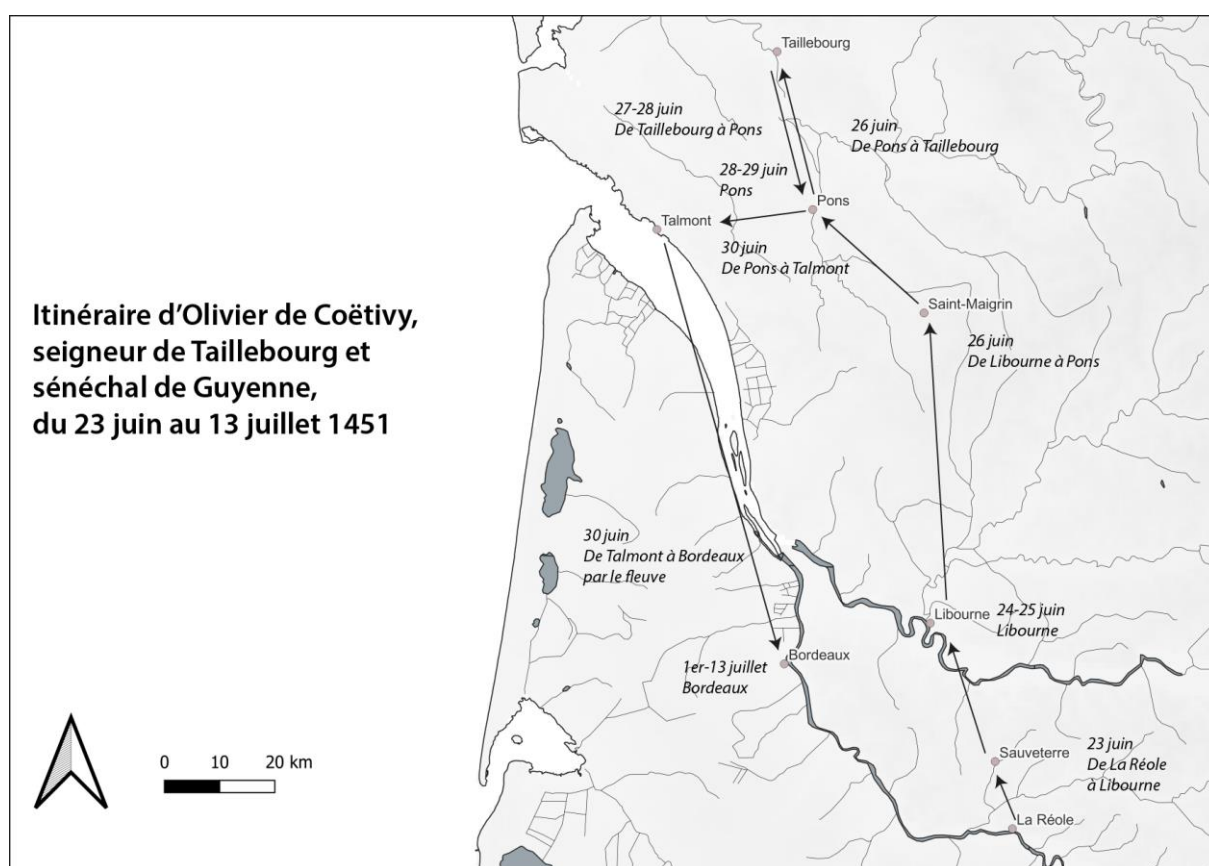 Taillebourg
27-28 juin
De Taillebourg à Pons
26 juin
De Pons à Taillebourg
28-29 juin
Pons
Pons
Talmont
30 juin
De Pons à Talmont
Saint-Maigrin
Itinéraire d'Olivier de Coëtivy,
seigneur de Taillebourg et
sénéchal de Guyenne,
du 23 juin au 13 juillet 1451
26 juin
De Libourne à Pons
30 juin
De Talmont à Bordeaux
par le fleuve
Libourne
24-25 juin
Libourne
Bordeaux
1er-13 juillet
Bordeaux
Sauveterre
23 juin
De La Réole
à Libourne
La Réole
0 10 20 km